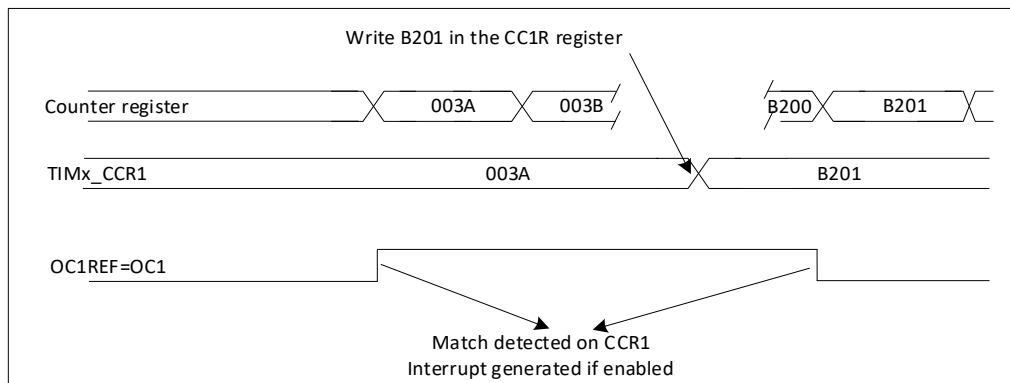 Write B201 in the CC1R register
Counter register 003A 003B B200 B201
TIMx_CCR1 003A B201
OC1REF=OC1
Match detected on CCR1
Interrupt generated if enabled